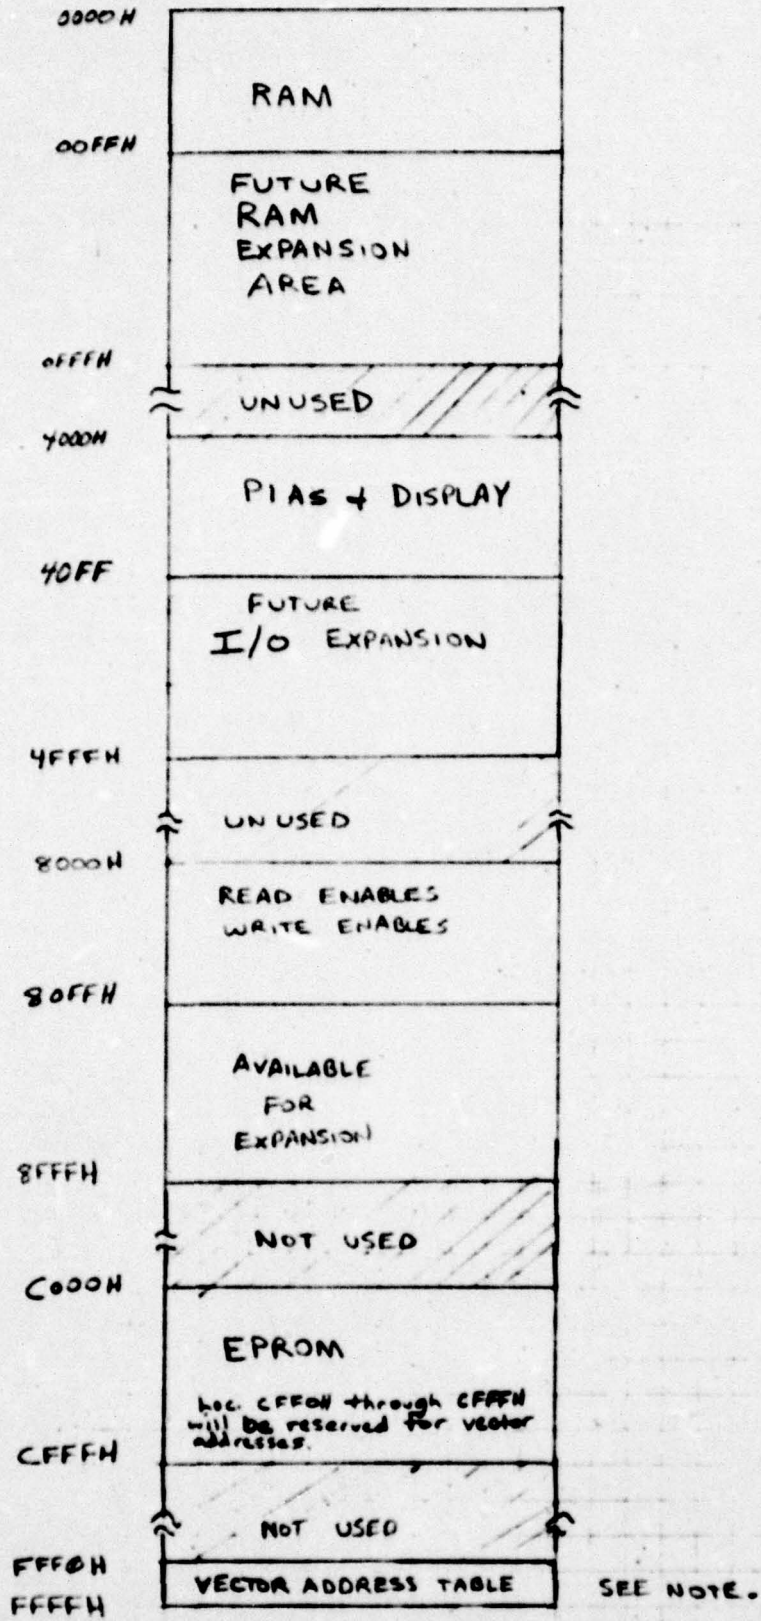 0000H
RAM
00FFH
FUTURE
RAM
EXPANSION
AREA
0FFFH
UNUSED
4000H
PIAs + DISPLAY
40FF
FUTURE
I/O EXPANSION
4FFFH
UNUSED
8000H
READ ENABLES
WRITE ENABLES
80FFH
AVAILABLE
FOR
EXPANSION
8FFFH
NOT USED
C000H
EPROM
Loc. CFF0H through CFFFH
will be reserved for vector
addresses.
CFFFH
NOT USED
FFF0H
VECTOR ADDRESS TABLE SEE NOTE.
FFFFH